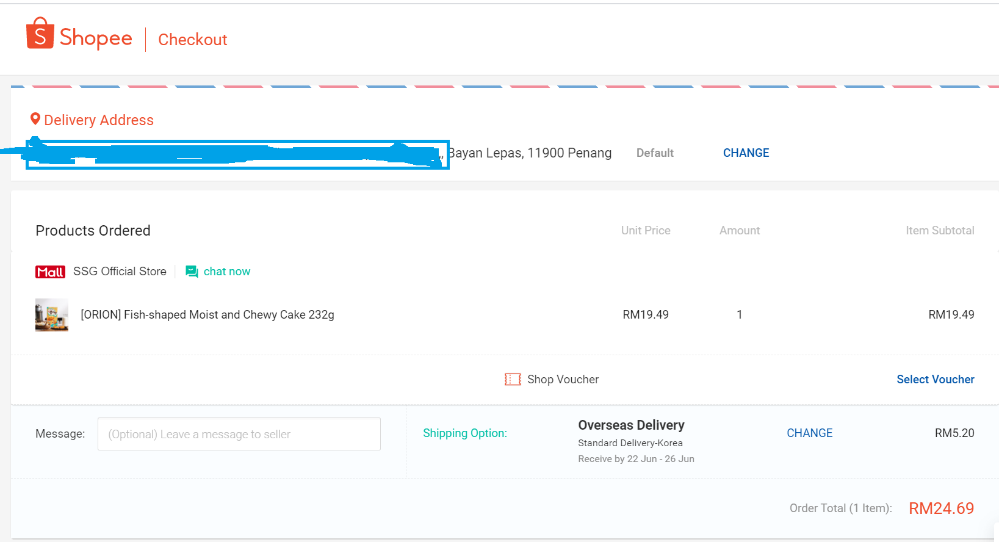 Shopee Checkout
Delivery Address
,, Bayan Lepas, 11900 Penang Default CHANGE
Products Ordered Unit Price Amount Item Subtotal
Mall SSG Official Store chat now
[ORION] Fish-shaped Moist and Chewy Cake 232g RM19.49 1 RM19.49
Shop Voucher Select Voucher
Message: (Optional) Leave a message to seller Shipping Option: Overseas Delivery CHANGE RM5.20
Standard Delivery-Korea
Receive by 22 Jun - 26 Jun
Order Total (1 Item): RM24.69